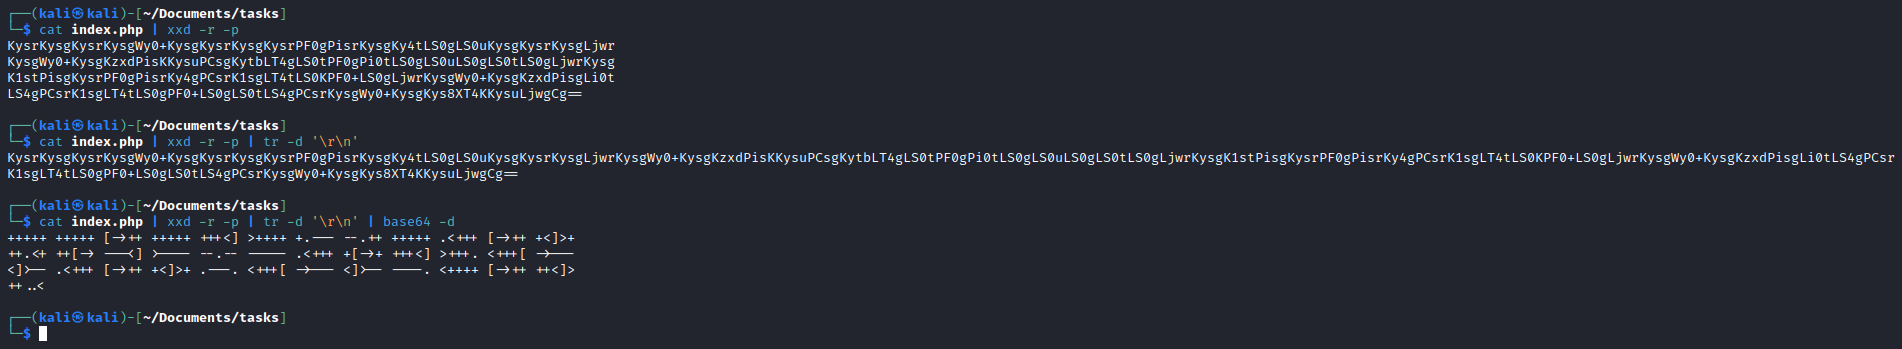 ┌──(kali㉿kali)-[~/Documents/tasks]
└─$ cat index.php | xxd -r -p
KysrKysgKysrKysgWy0+KysgKysrKysgKysrPF0gPisrKysgKy4tLS0gLS0uKysgKysrKysgLjwr
KysgWy0+KysgKzxdPisKKysuPCsgKytbLT4gLS0tPF0gPi0tLS0gLS0uLS0gLS0tLS0gLjwrKysg
K1stPisgKysrPF0gPisrKy4gPCsrK1sgLT4tLS0KPF0+LS0gLjwrKysgWy0+KysgKzxdPisgLi0t
LS4gPCsrK1sgLT4tLS0gPF0+LS0gLS0tLS4gPCsrKysgWy0+KysgKys8XT4KKysuLjwgCg==
┌──(kali㉿kali)-[~/Documents/tasks]
└─$ cat index.php | xxd -r -p | tr -d '\r\n'
KysrKysgKysrKysgWy0+KysgKysrKysgKysrPF0gPisrKysgKy4tLS0gLS0uKysgKysrKysgLjwrKysgWy0+KysgKzxdPisKKysuPCsgKytbLT4gLS0tPF0gPi0tLS0gLS0uLS0gLS0tLS0gLjwrKysgK1stPisgKysrPF0gPisrKy4gPCsrK1sgLT4tLS0KPF0+LS0gLjwrKysgWy0+KysgKzxdPisgLi0tLS4gPCsr
K1sgLT4tLS0gPF0+LS0gLS0tLS4gPCsrKysgWy0+KysgKys8XT4KKysuLjwgCg==
┌──(kali㉿kali)-[~/Documents/tasks]
└─$ cat index.php | xxd -r -p | tr -d '\r\n' | base64 -d
+++++ +++++ [->++ +++++ +++<] >++++ +.--- --.++ +++++ .<+++ [->++ +<]>+
++.<+ ++[-> ---<] >---- --.-- ----- .<+++ +[->+ +++<] >+++. <+++[ ->---
<]>-- .<+++ [->++ +<]>+ .---. <+++[ ->--- <]>-- ----. <++++ [->++ ++<]>
++..<
┌──(kali㉿kali)-[~/Documents/tasks]
└─$